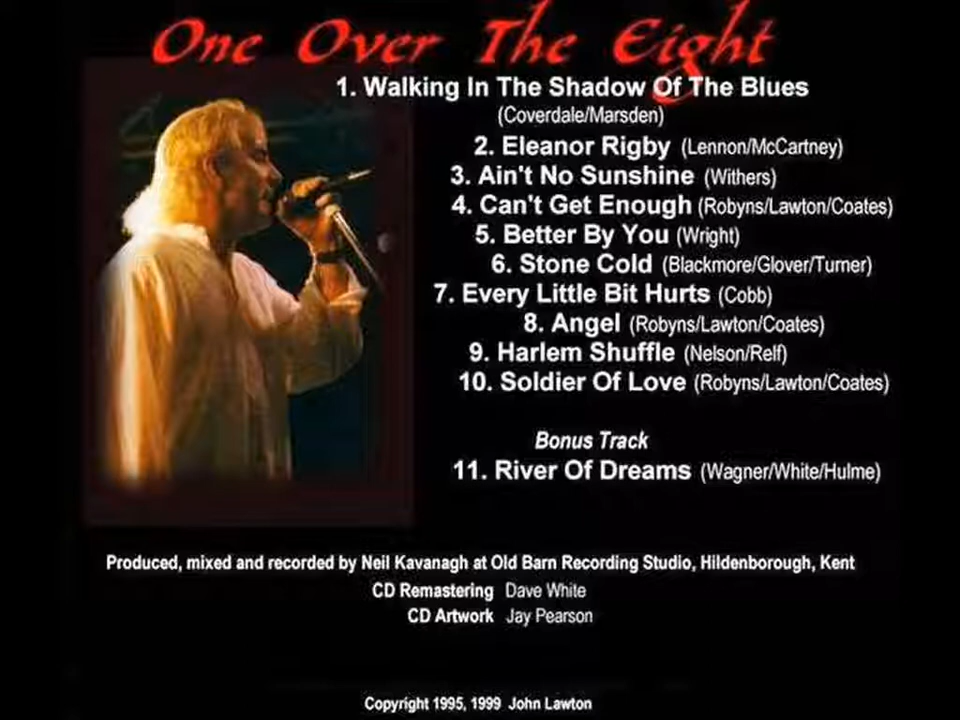 One Over The Eight
1. Walking In The Shadow Of The Blues
(Coverdale/Marsden)
2. Eleanor Rigby (Lennon/McCartney)
3. Ain't No Sunshine (Withers)
4. Can't Get Enough (Robyns/Lawton/Coates)
5. Better By You (Wright)
6. Stone Cold (Blackmore/Glover/Turner)
7. Every Little Bit Hurts (Cobb)
8. Angel (Robyns/Lawton/Coates)
9. Harlem Shuffle (Nelson/Relf)
10. Soldier Of Love (Robyns/Lawton/Coates)
Bonus Track
11. River Of Dreams (Wagner/White/Hulme)
Produced, mixed and recorded by Neil Kavanagh at Old Barn Recording Studio, Hildenborough, Kent
CD Remastering Dave White
CD Artwork Jay Pearson
Copyright 1995, 1999 John Lawton